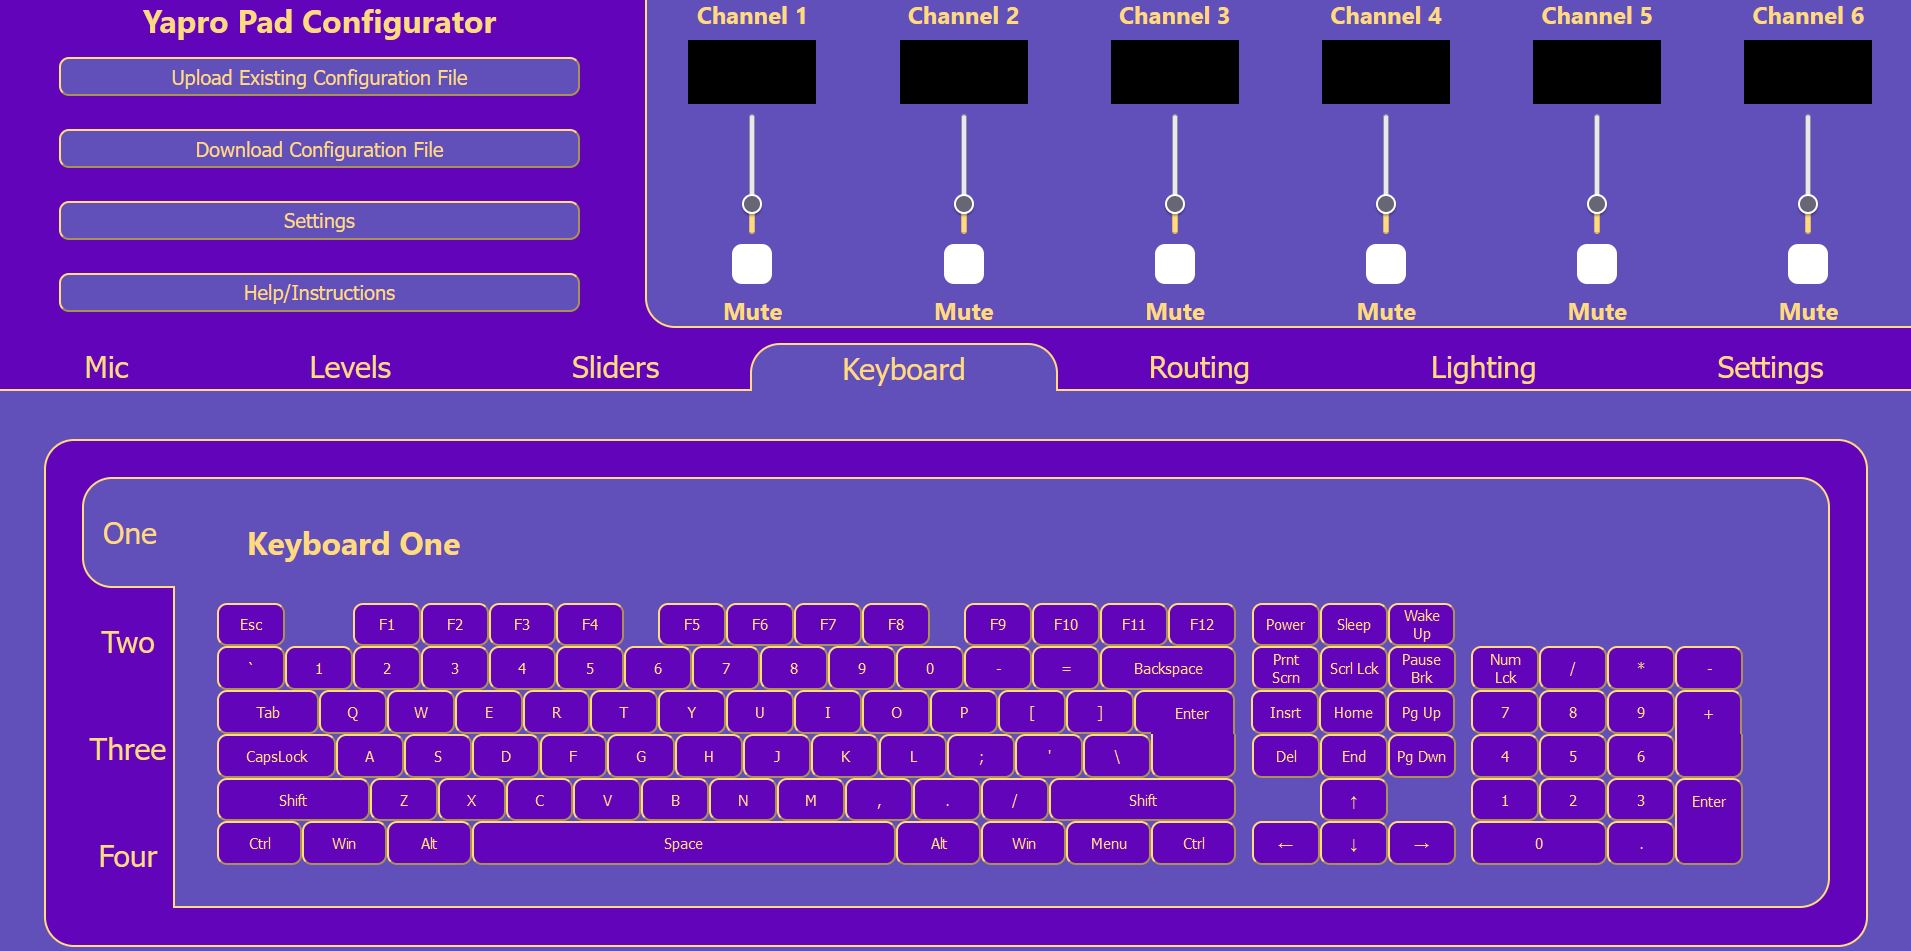 Yapro Pad Configurator
Upload Existing Configuration File
Download Configuration File
Settings
Help/Instructions
Channel 1 Channel 2 Channel 3 Channel 4 Channel 5 Channel 6
Mute Mute Mute Mute Mute Mute
Mic Levels Sliders Keyboard Routing Lighting Settings
One
Two
Three
Four
Keyboard One
Esc F1 F2 F3 F4 F5 F6 F7 F8 F9 F10 F11 F12 Power Sleep Wake Up
` 1 2 3 4 5 6 7 8 9 0 - = Backspace Prnt Scrn Scrl Lck Pause Brk Num Lck / * -
Tab Q W E R T Y U I O P [ ] Enter Insrt Home Pg Up 7 8 9 +
CapsLock A S D F G H J K L ; ' \ Del End Pg Dwn 4 5 6
Shift Z X C V B N M , . / Shift ↑ 1 2 3 Enter
Ctrl Win Alt Space Alt Win Menu Ctrl ← ↓ → 0 .